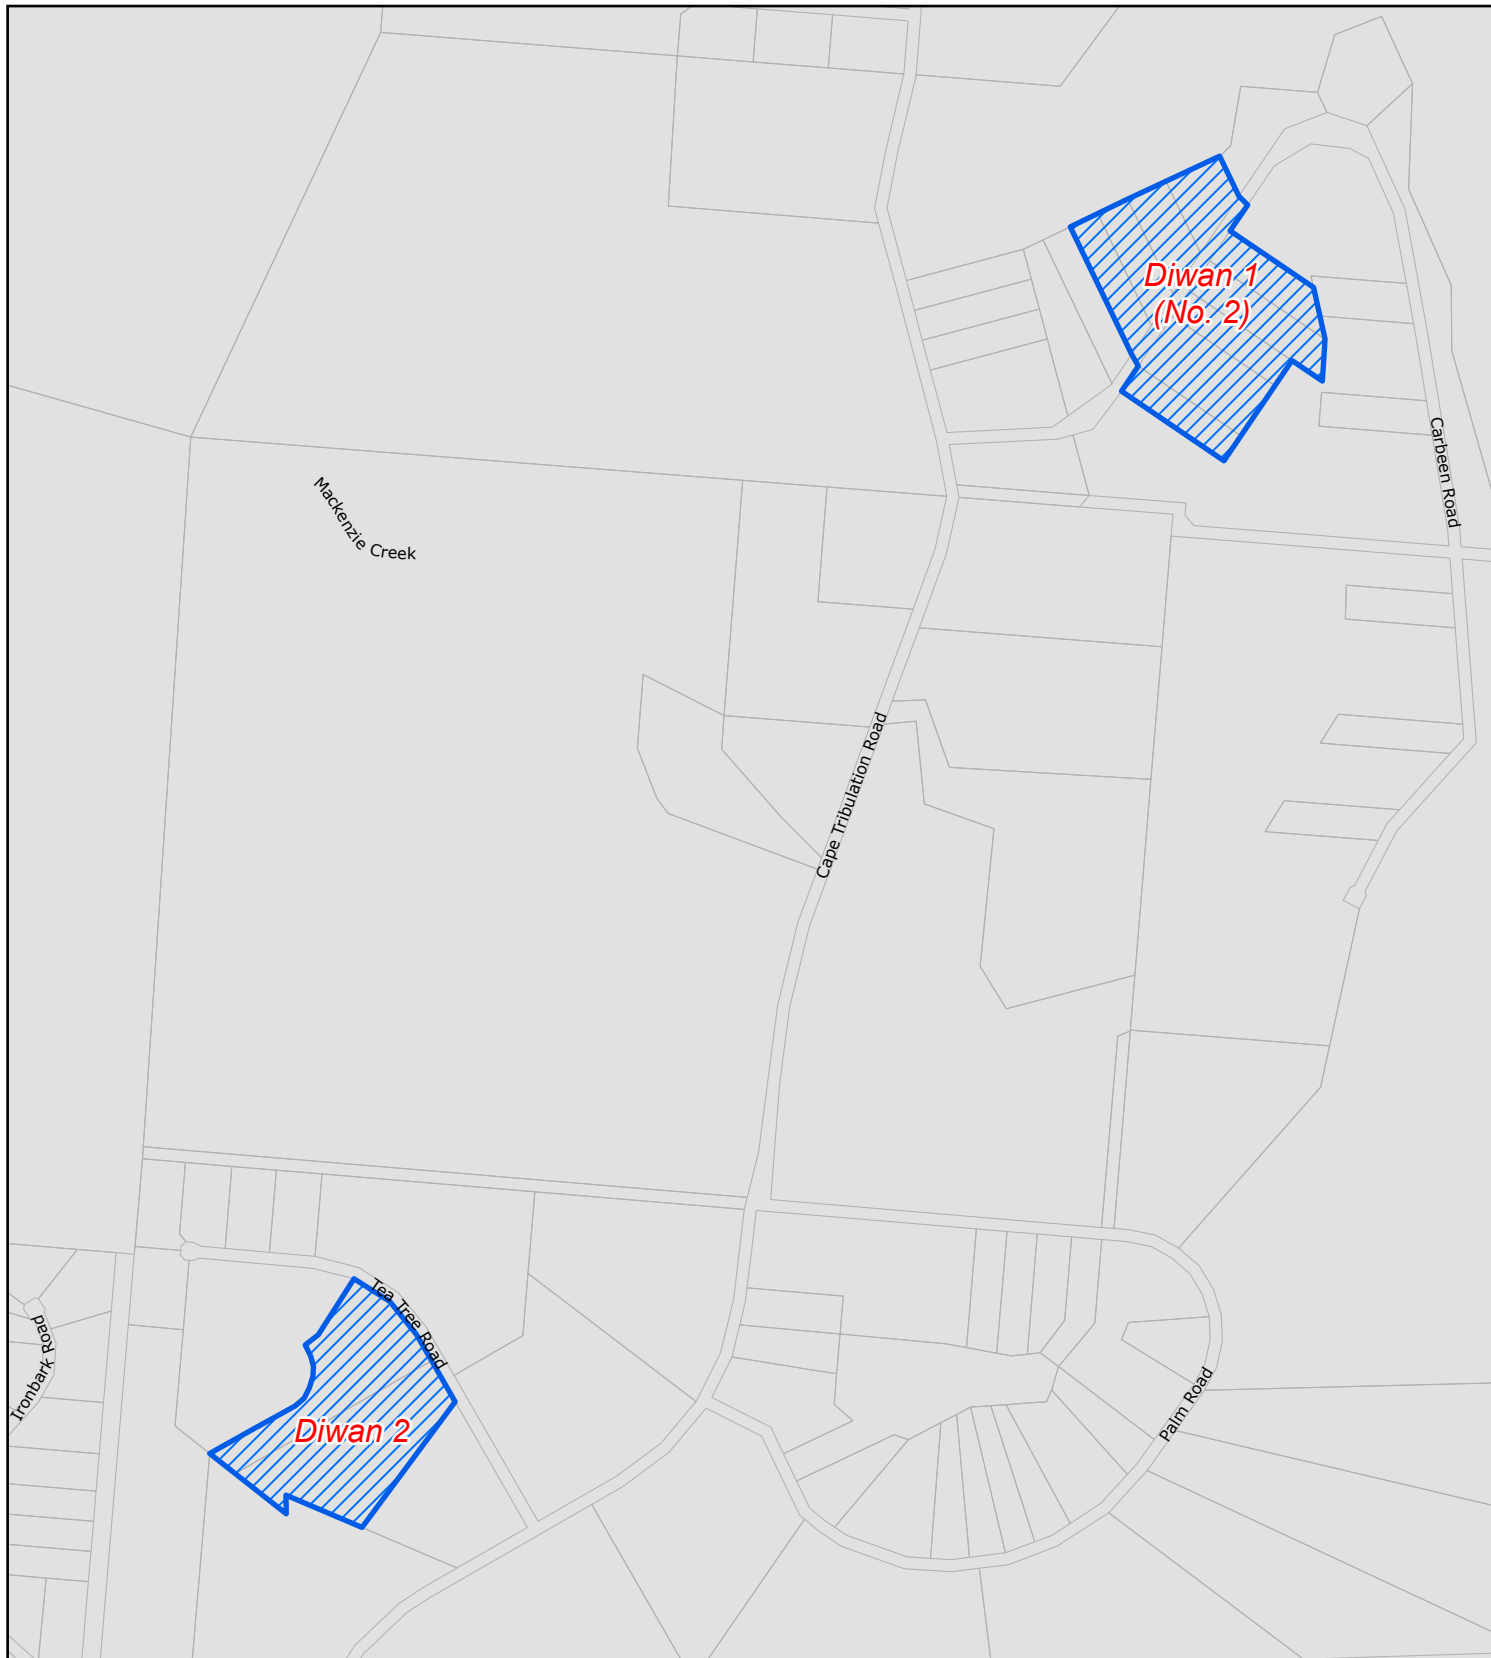 Diwan 1
(No. 2)
Carbeen Road
Mackenzie Creek
Cape Tribulation Road
Tea Tree Road
Ironbark Road
Palm Road
Diwan 2